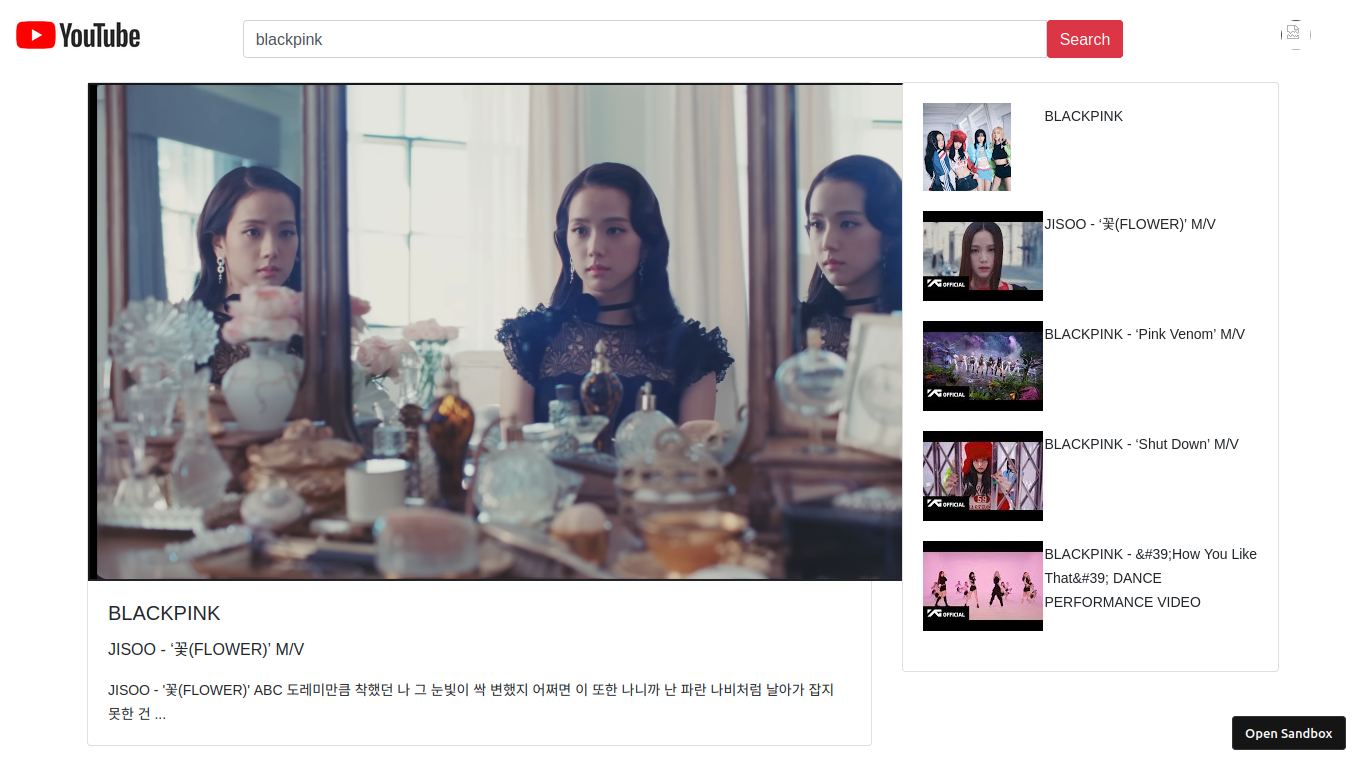 YouTube
blackpink
Search
BLACKPINK
JISOO - ‘꽃(FLOWER)’ M/V
JISOO - '꽃(FLOWER)' ABC 도레미만큼 착했던 나 그 눈빛이 싹 변했지 어쩌면 이 또한 나니까 난 파란 나비처럼 날아가 잡지
못한 건 ...
BLACKPINK
JISOO - ‘꽃(FLOWER)’ M/V
YG OFFICIAL
BLACKPINK - ‘Pink Venom’ M/V
YG OFFICIAL
BLACKPINK - ‘Shut Down’ M/V
YG OFFICIAL
BLACKPINK - &#39;How You Like
That&#39; DANCE
PERFORMANCE VIDEO
YG OFFICIAL
Open Sandbox